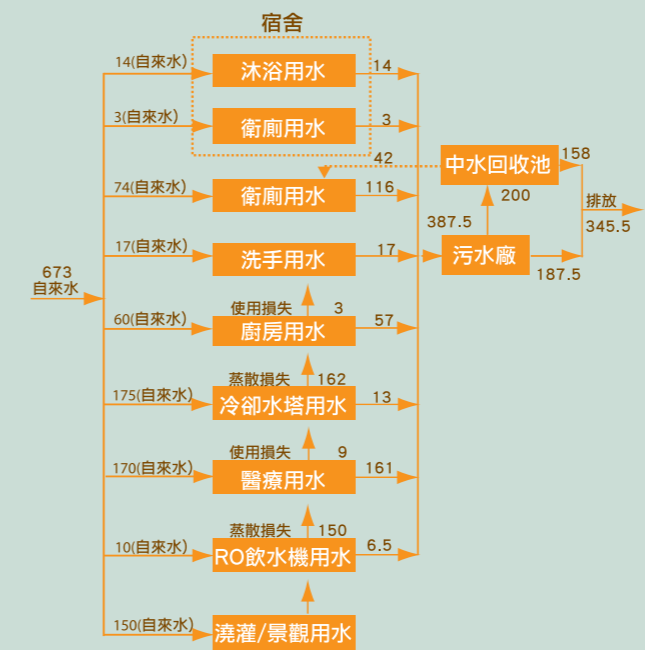 宿舍
14(自來水)
沐浴用水
14
3(自來水)
衛廁用水
3
42
中水回收池
158
74(自來水)
衛廁用水
116
200
排放
345.5
387.5
17(自來水)
洗手用水
17
污水廠
187.5
673
自來水
使用損失 3
60(自來水)
廚房用水
57
蒸散損失 162
175(自來水)
冷卻水塔用水
13
使用損失 9
170(自來水)
醫療用水
161
蒸散損失 150
10(自來水)
RO飲水機用水
6.5
150(自來水)
澆灌/景觀用水